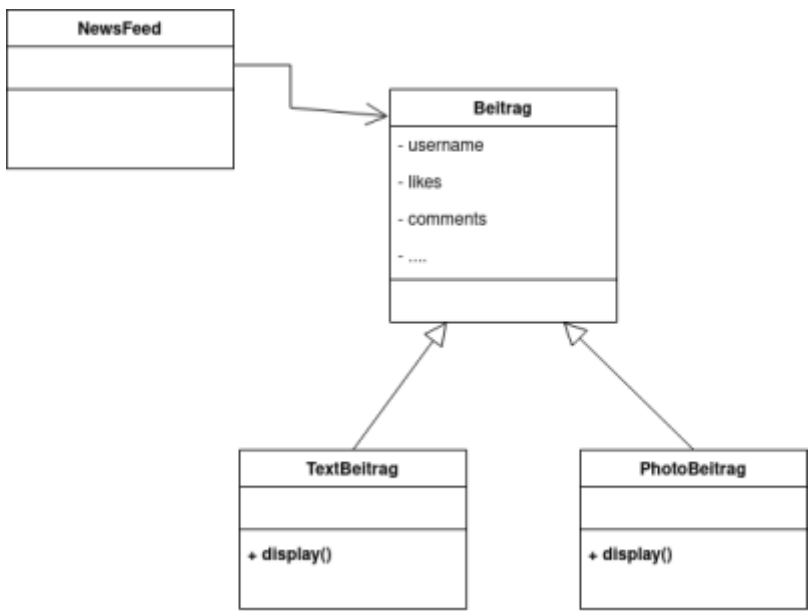 NewsFeed
Beitrag
- username
- likes
- comments
- ....
TextBeitrag
PhotoBeitrag
+ display()
+ display()